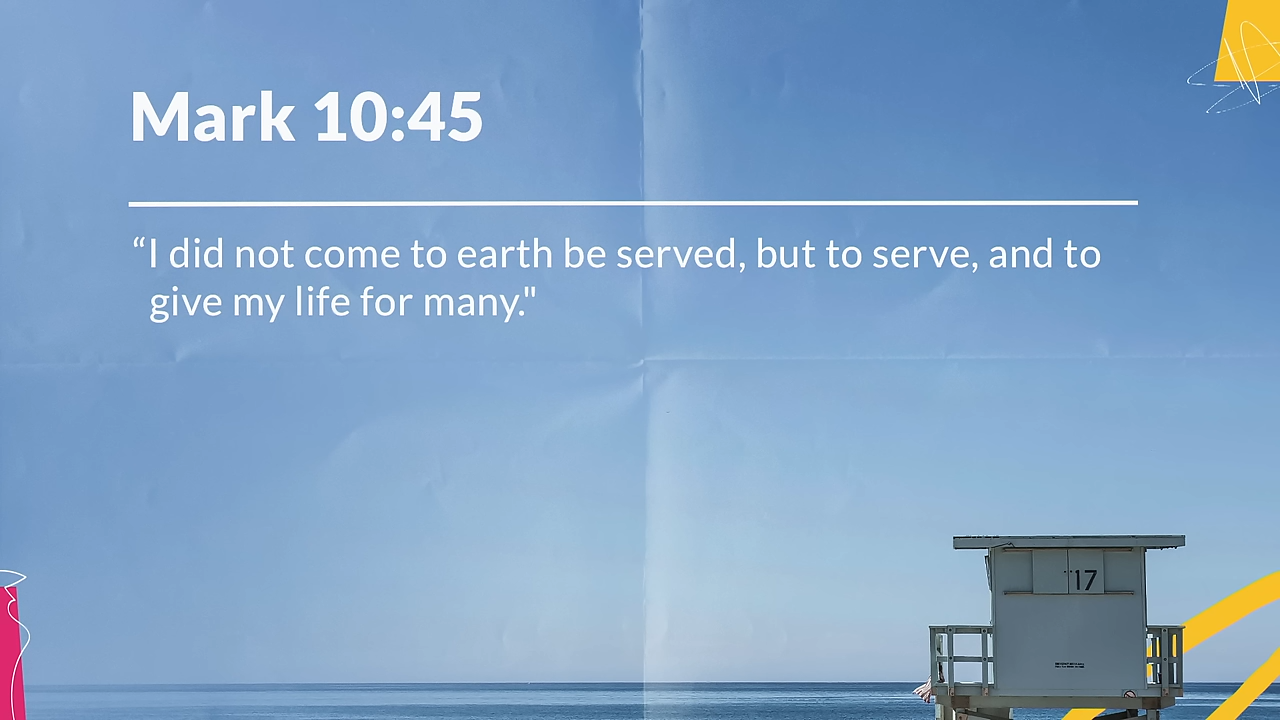 Mark 10:45
“I did not come to earth be served, but to serve, and to
give my life for many."
17